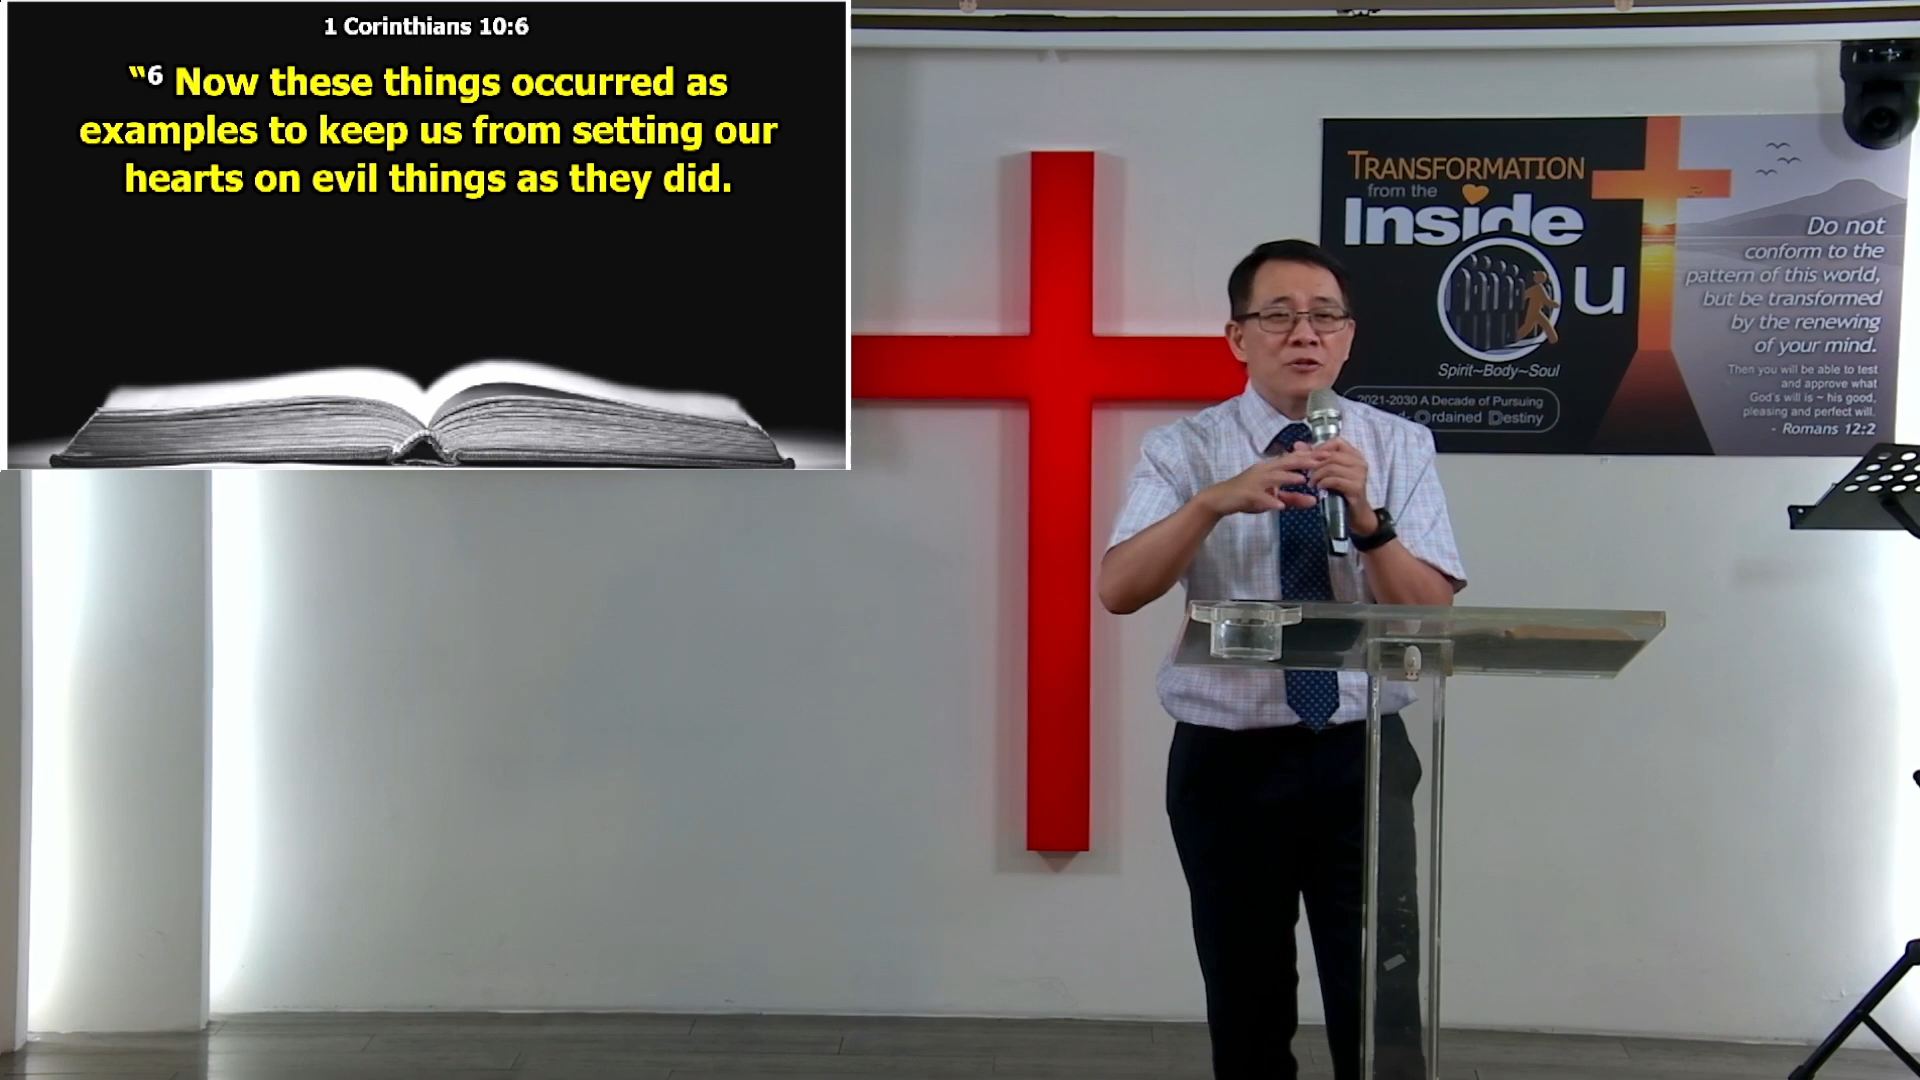 1 Corinthians 10:6
“6 Now these things occurred as
examples to keep us from setting our
hearts on evil things as they did.
TRANSFORMATION
from the
Inside
Ou
Spirit~Body~Soul
2021-2030 A Decade of Pursuing
Ordained Destiny
Do not
conform to the
pattern of this world,
but be transformed
by the renewing
of your mind.
Then you will be able to test
and approve what
God's will is ~ his good,
pleasing and perfect will.
- Romans 12:2